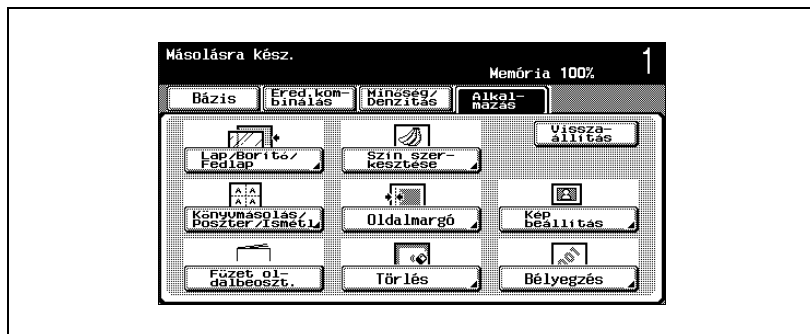 Másolásra kész.
Memória 100%
1
Bázis
Ered.kom-
binálás
Minőség/
Denzitás
Alkal-
mazás
Vissza-
állítás
Lap/Borító/
Fedlap
Szín szer-
kesztése
Könyvmásolás/
Poszter/Ismétl.
Oldalmargó
Kép
beállítás
Füzet ol-
dalbeoszt.
Törlés
Bélyegzés